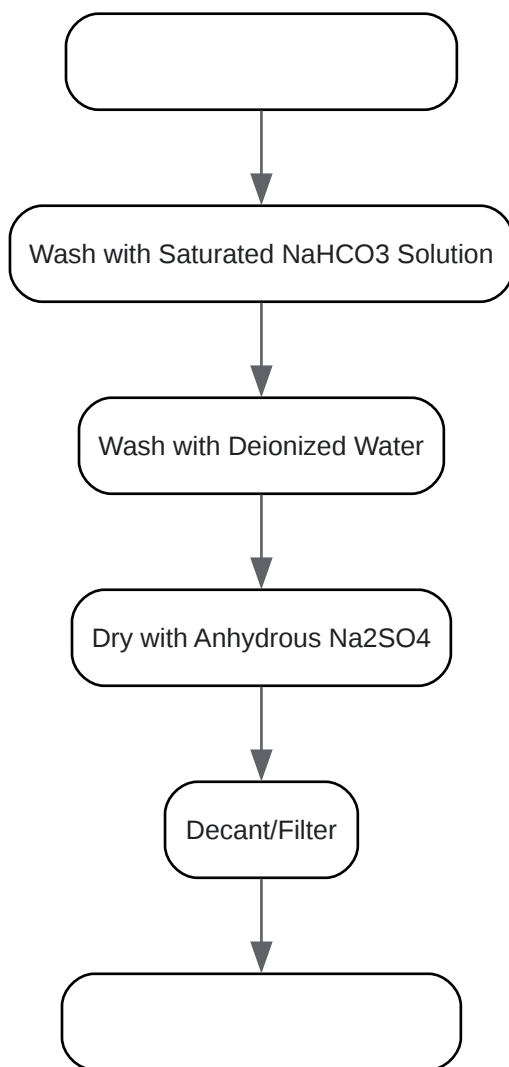 Wash with Saturated NaHCO3 Solution
Wash with Deionized Water
Dry with Anhydrous Na2SO4
Decant/Filter